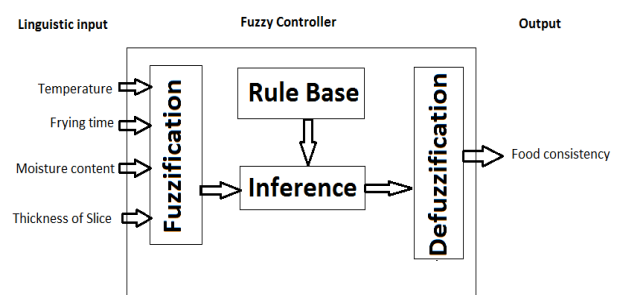 Linguistic input
Fuzzy Controller
Output
Temperature
Frying time
Moisture content
Thickness of Slice
Fuzzification
Rule Base
Inference
Defuzzification
Food consistency